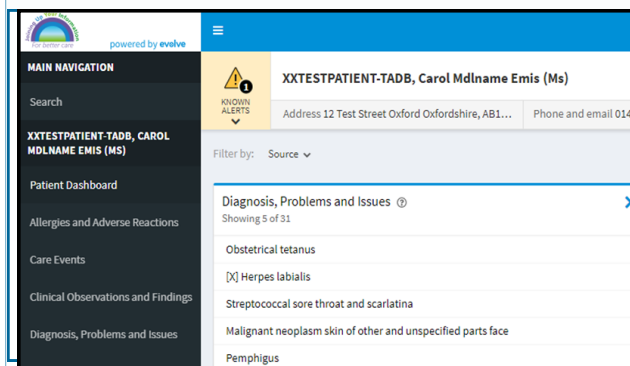 Joining Up Your Information
For better care
powered by evolve
MAIN NAVIGATION
Search
XXTESTPATIENT-TADB, CAROL
MDLNAME EMIS (MS)
Patient Dashboard
Allergies and Adverse Reactions
Care Events
Clinical Observations and Findings
Diagnosis, Problems and Issues
1
KNOWN
ALERTS
XXTESTPATIENT-TADB, Carol Mdlname Emis (Ms)
Address 12 Test Street Oxford Oxfordshire, AB1... Phone and email 014
Filter by: Source
Diagnosis, Problems and Issues ?
Showing 5 of 31
Obstetrical tetanus
[X] Herpes labialis
Streptococcal sore throat and scarlatina
Malignant neoplasm skin of other and unspecified parts face
Pemphigus